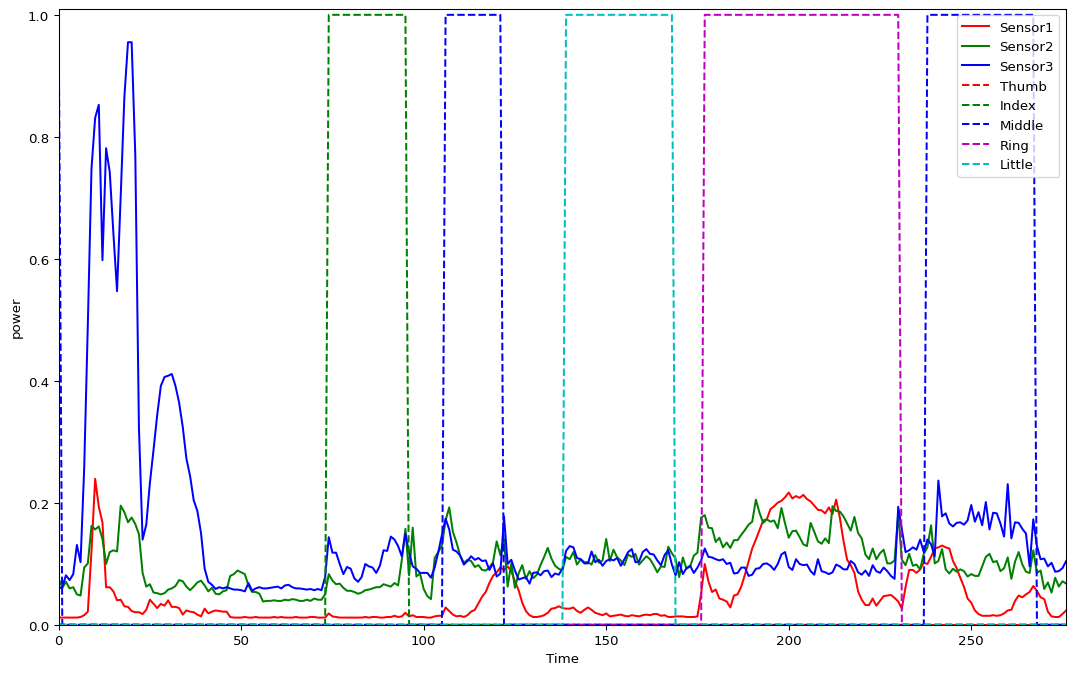 1.0
0.8
0.6
0.4
0.2
0.0
power
0
50
100
150
200
250
Time
Sensor1
Sensor2
Sensor3
Thumb
Index
Middle
Ring
Little